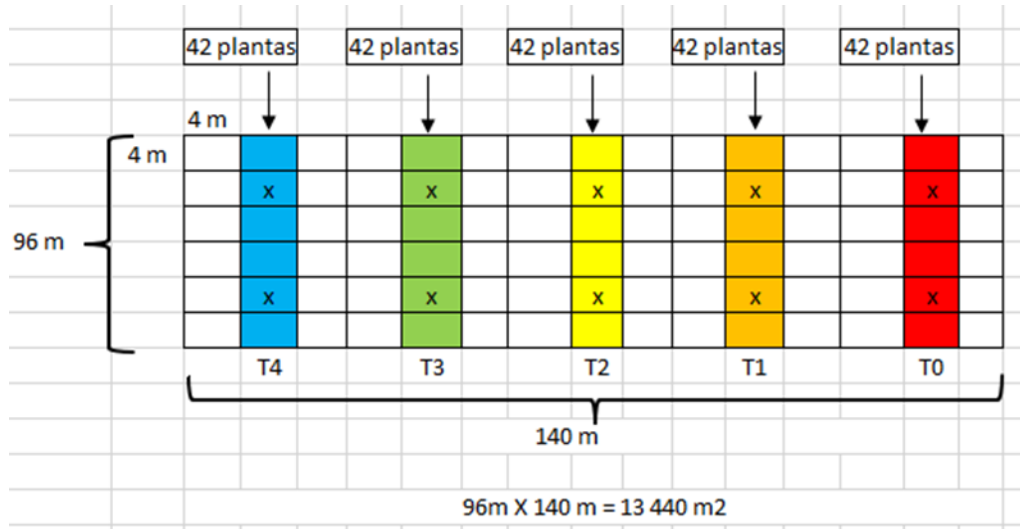 42 plantas 42 plantas 42 plantas 42 plantas 42 plantas
4 m
4 m
x x x x x
96 m
x x x x x
T4 T3 T2 T1 T0
140 m
96m X 140 m = 13 440 m2